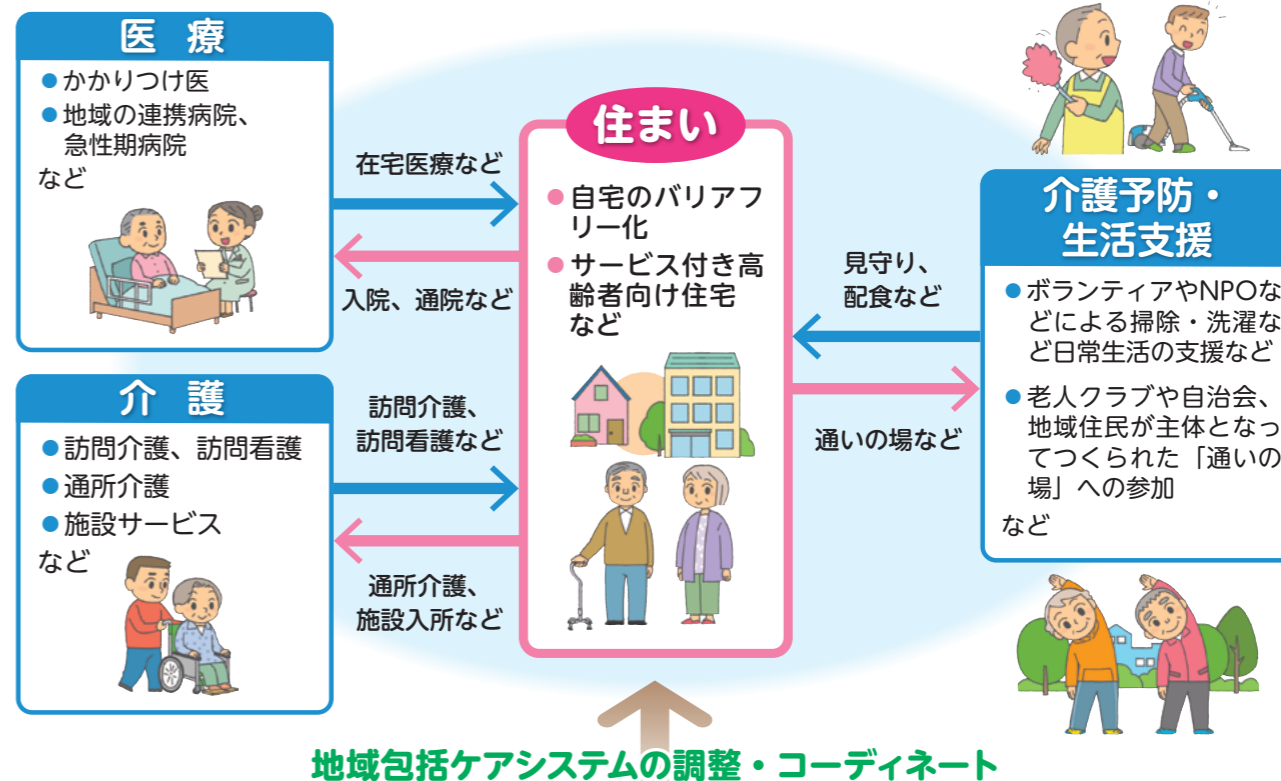 医療
●かかりつけ医
●地域の連携病院、
急性期病院
など
在宅医療など
入院、通院など
介護
●訪問介護、訪問看護
●通所介護
●施設サービス
など
訪問介護、
訪問看護など
通所介護、
施設入所など
住まい
●自宅のバリアフ
リー化
●サービス付き高
齢者向け住宅
など
見守り、
配食など
通いの場など
介護予防・
生活支援
●ボランティアやNPOな
どによる掃除・洗濯な
ど日常生活の支援など
●老人クラブや自治会、
地域住民が主体となっ
てつくられた「通いの
場」への参加
など
地域包括ケアシステムの調整・コーディネート